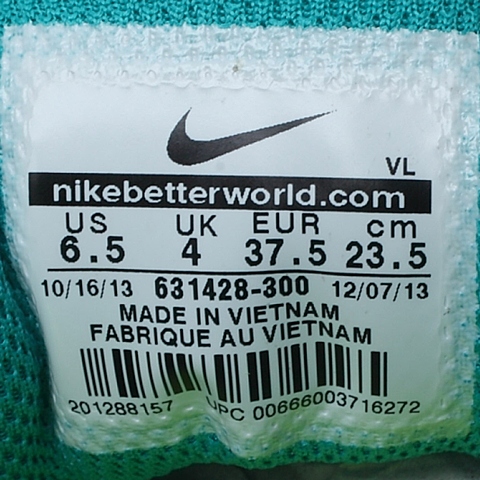 VL
nikebetterworld.com
US UK EUR cm
6.5 4 37.5 23.5
10/16/13 631428-300 12/07/13
MADE IN VIETNAM
FABRIQUE AU VIETNAM
201288157 UPC 00666003716272